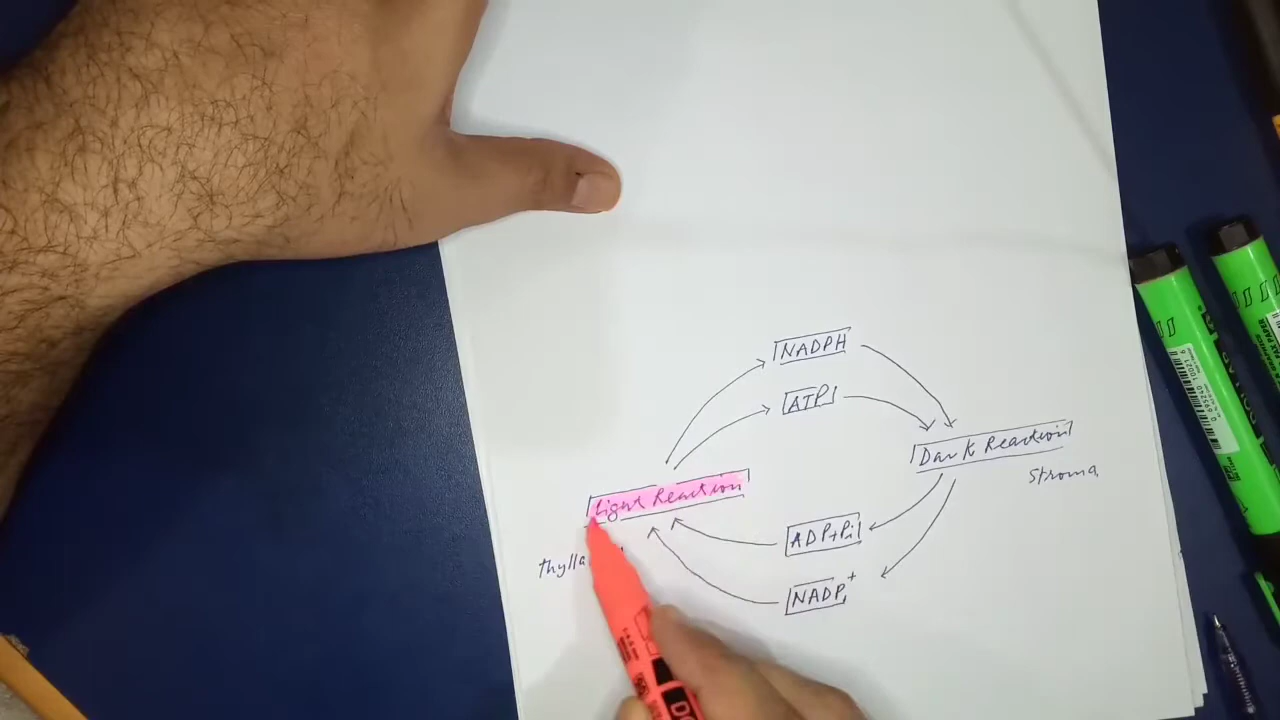 NADPH
ATP
Dark Reaction
Stroma
Light Reaction
ADP+Pi
thylla
NADP+